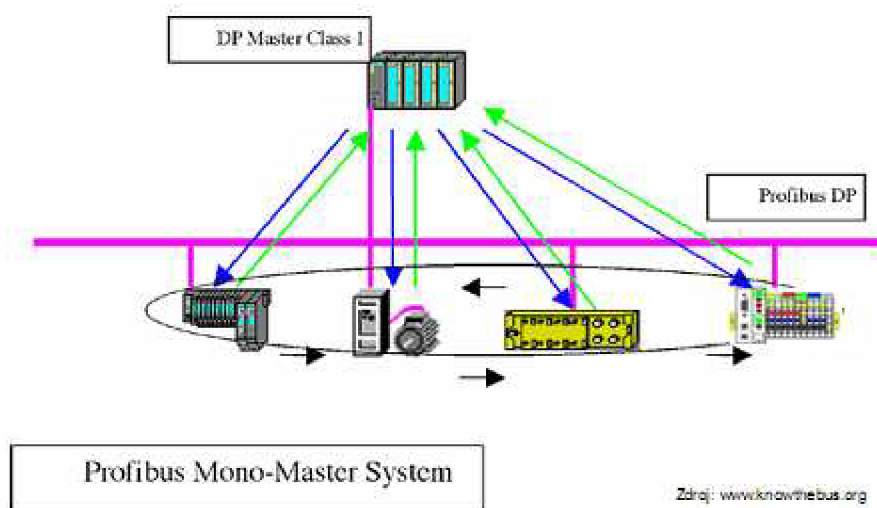 DP Master Class 1
Profibus DP
Profibus Mono-Master System
Zdroj: www.knowthebus.org